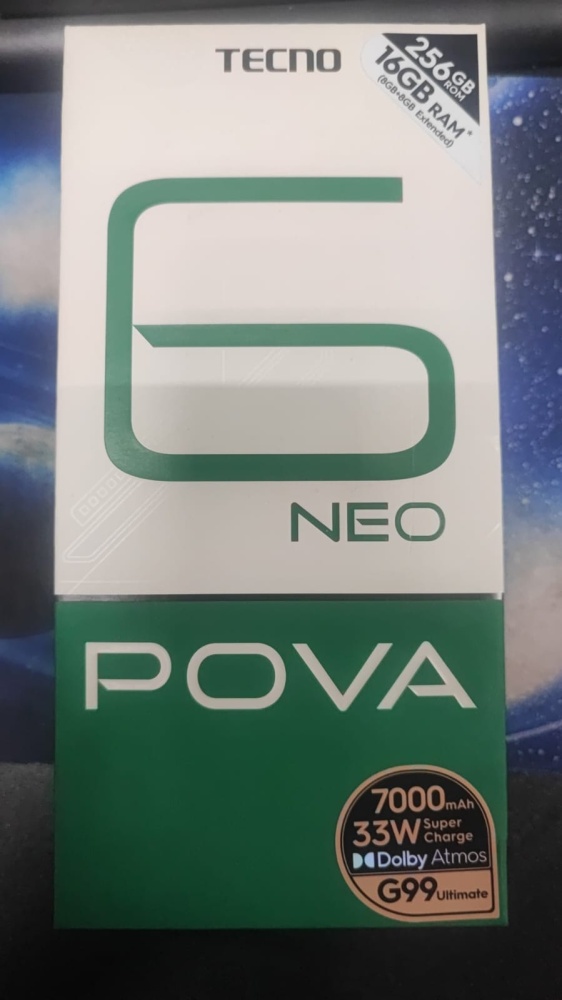 TECNO
256GB
ROM
16GB RAM*
(8GB+8GB Extended)
6
NEO
POVA
7000mAh
33W Super
Charge
Dolby Atmos
G99 Ultimate